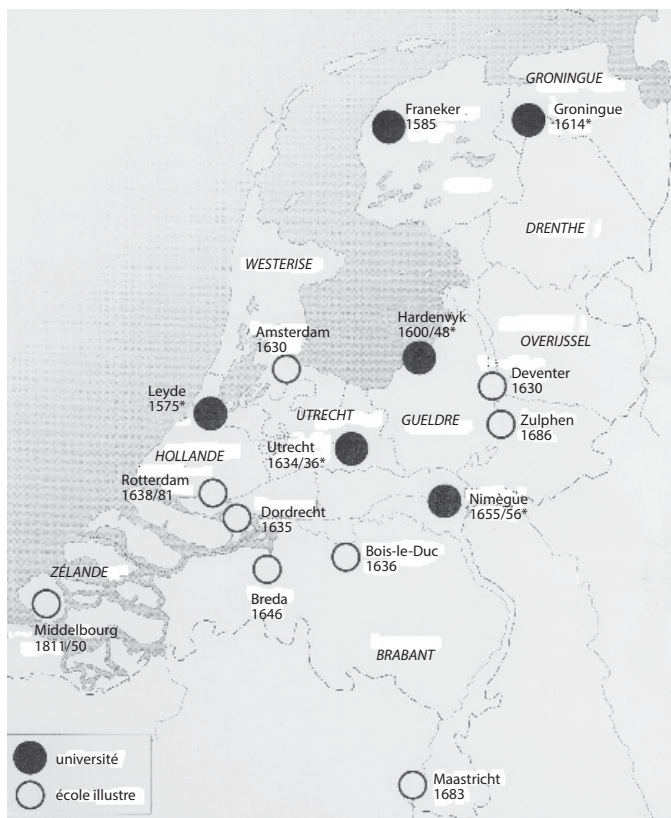 GRONINGUE
Franeker
1585
Groningue
1614*
DRENTHE
WESTERISE
Hardenvyk
1600/48*
Amsterdam
1630
OVERIJSSEL
Deventer
1630
Leyde
1575*
UTRECHT
GUELDRE
Zulphen
1686
Utrecht
1634/36*
HOLLANDE
Rotterdam
1638/81
Nimègue
1655/56*
Dordrecht
1635
Bois-le-Duc
1636
ZÉLANDE
Breda
1646
Middelbourg
1811/50
BRABANT
université
école illustre
Maastricht
1683